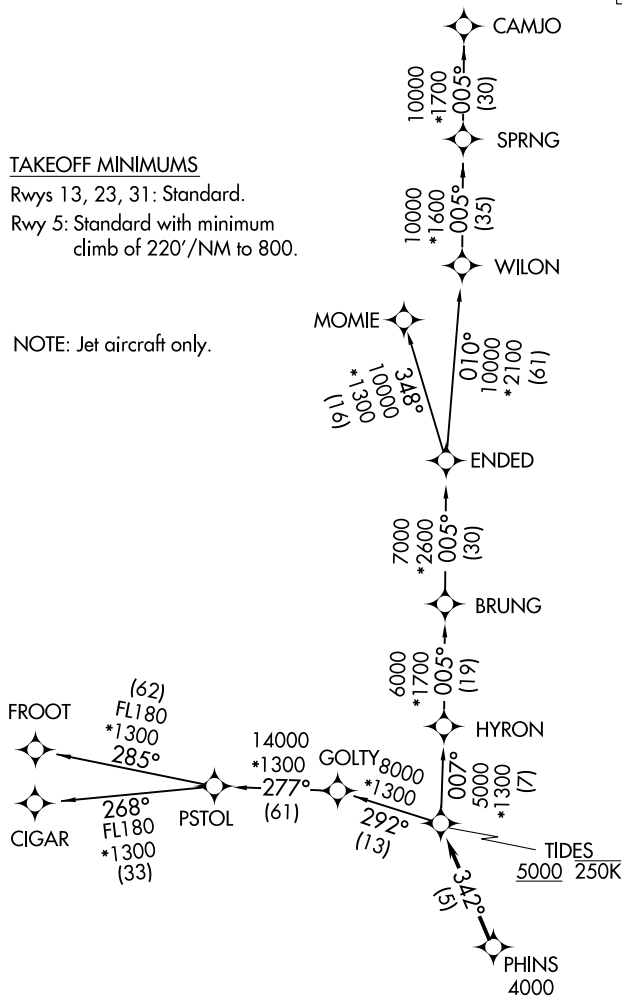 CAMJO
10000
*1700
005°
(30)
SPRNG
TAKEOFF MINIMUMS
Rwys 13, 23, 31: Standard.
Rwy 5: Standard with minimum
climb of 220'/NM to 800.
10000
*1600
005°
(35)
WILON
MOMIE
NOTE: Jet aircraft only.
348°
10000
*1300
(16)
010°
10000
*2100
(61)
ENDED
7000
*2600
005°
(30)
BRUNG
6000
*1700
005°
(19)
HYRON
FROOT
(62)
FL180
*1300
285°
CIGAR
268°
FL180
*1300
(33)
PSTOL
14000
*1300
277°
(61)
GOLTY
8000
*1300
292°
(13)
007°
5000
*1300
(7)
TIDES
5000 250K
342°
(5)
PHINS
4000